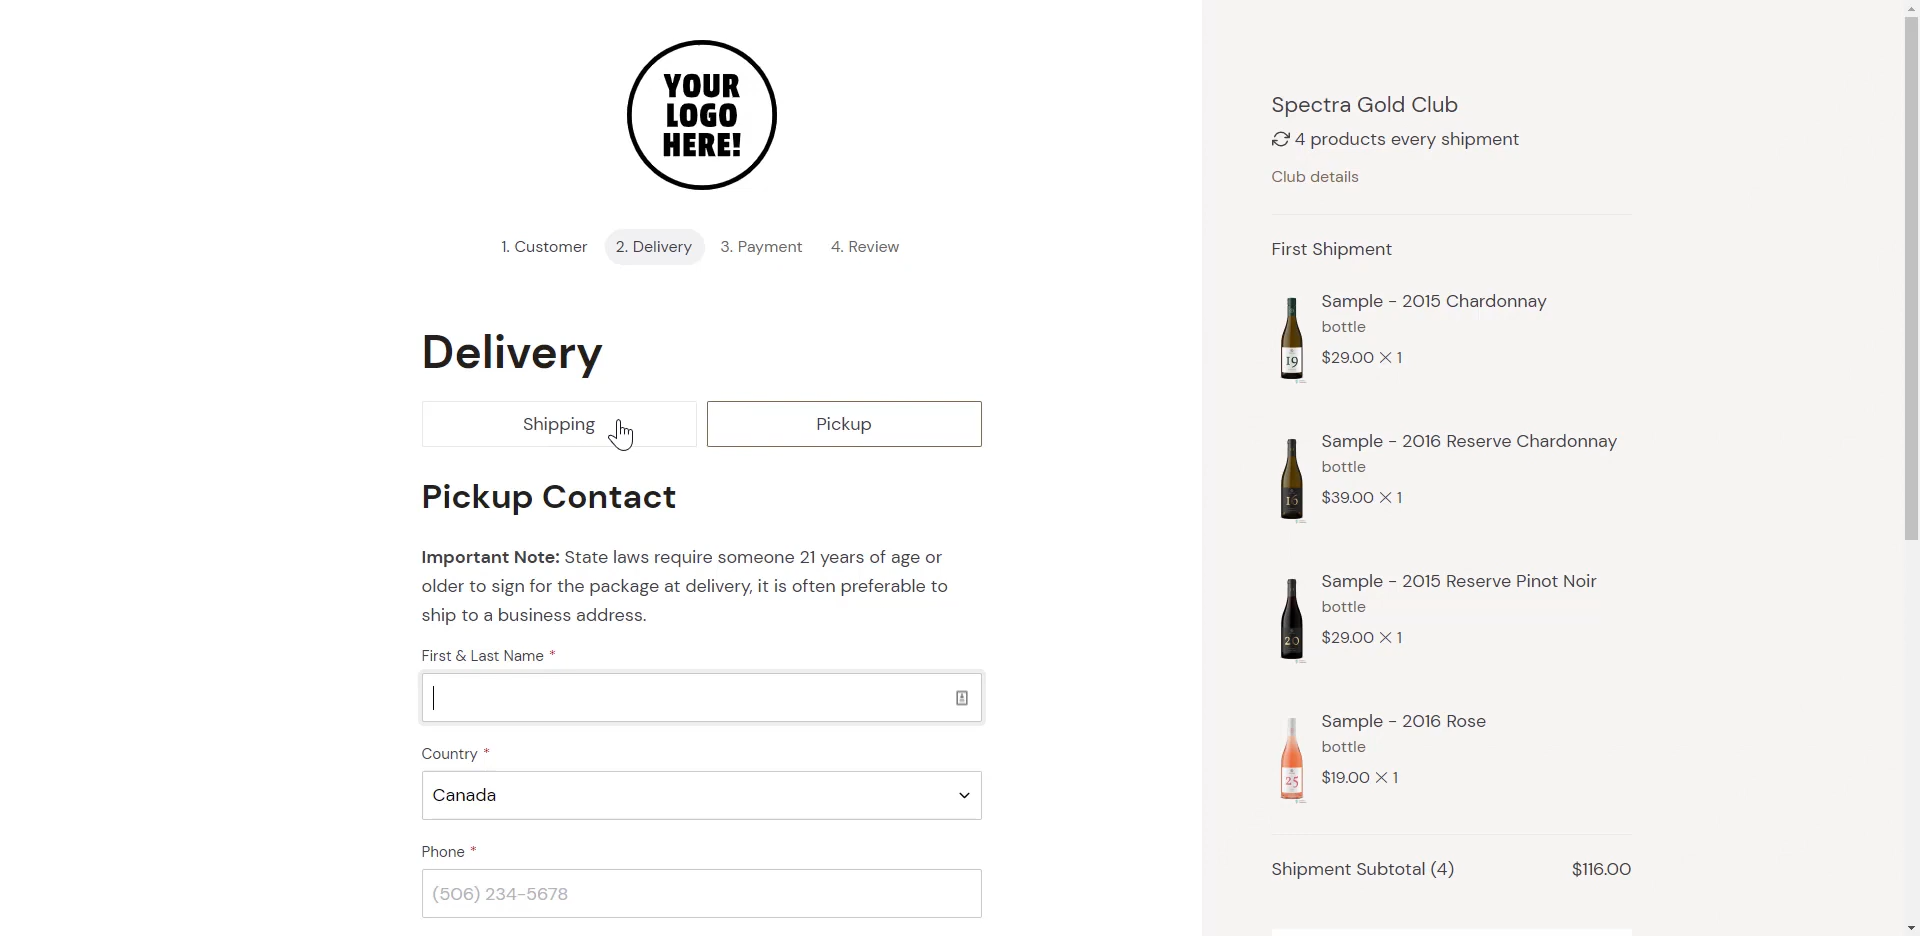 YOUR
LOGO
HERE!
1. Customer
2. Delivery
3. Payment
4. Review
Delivery
Shipping
Pickup
Pickup Contact
Important Note: State laws require someone 21 years of age or
older to sign for the package at delivery, it is often preferable to
ship to a business address.
First & Last Name *
Country *
Canada
Phone *
(506) 234-5678
Spectra Gold Club
4 products every shipment
Club details
First Shipment
19
Sample - 2015 Chardonnay
bottle
$29.00 × 1
16
Sample - 2016 Reserve Chardonnay
bottle
$39.00 × 1
20
Sample - 2015 Reserve Pinot Noir
bottle
$29.00 × 1
25
Sample - 2016 Rose
bottle
$19.00 × 1
Shipment Subtotal (4)
$116.00